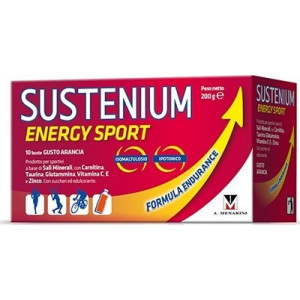 Peso netto
200 g ℮
SUSTENIUM
ENERGY SPORT
10 buste GUSTO ARANCIA
Prodotto per sportivi
a base di Sali Minerali con Carnitina
Taurina, Glutammina, Vitamina C, E
e Zinco. Con zuccheri ed edulcorante.
ISOMALTULOSIO
IPOTONICO
FORMULA ENDURANCE
A. MENARINI
SUSTENIUM
ENERGY SPORT
GUSTO
ARANCIA